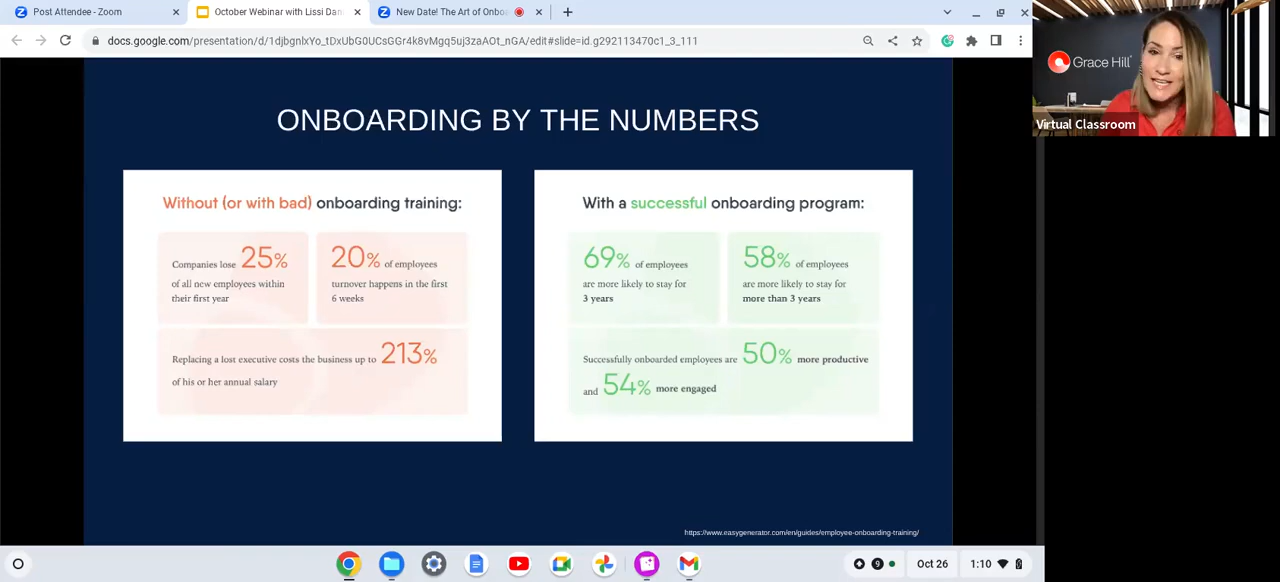 Post Attendee - Zoom
October Webinar with Lissi Dan
New Date! The Art of Onbo
docs.google.com/presentation/d/1djbgnlxYo_tDxUbG0UCsGGr4k8vMgq5uj3zaAOt_nGA/edit#slide=id.g292113470c1_3_111
Grace Hill
Virtual Classroom
ONBOARDING BY THE NUMBERS
Without (or with bad) onboarding training:
Companies lose 25%
of all new employees within
their first year
20% of employees
turnover happens in the first
6 weeks
Replacing a lost executive costs the business up to 213%
of his or her annual salary
With a successful onboarding program:
69% of employees
are more likely to stay for
3 years
58% of employees
are more likely to stay for
more than 3 years
Successfully onboarded employees are 50% more productive
and 54% more engaged
https://www.easygenerator.com/en/guides/employee-onboarding-training/
9
Oct 26
1:10